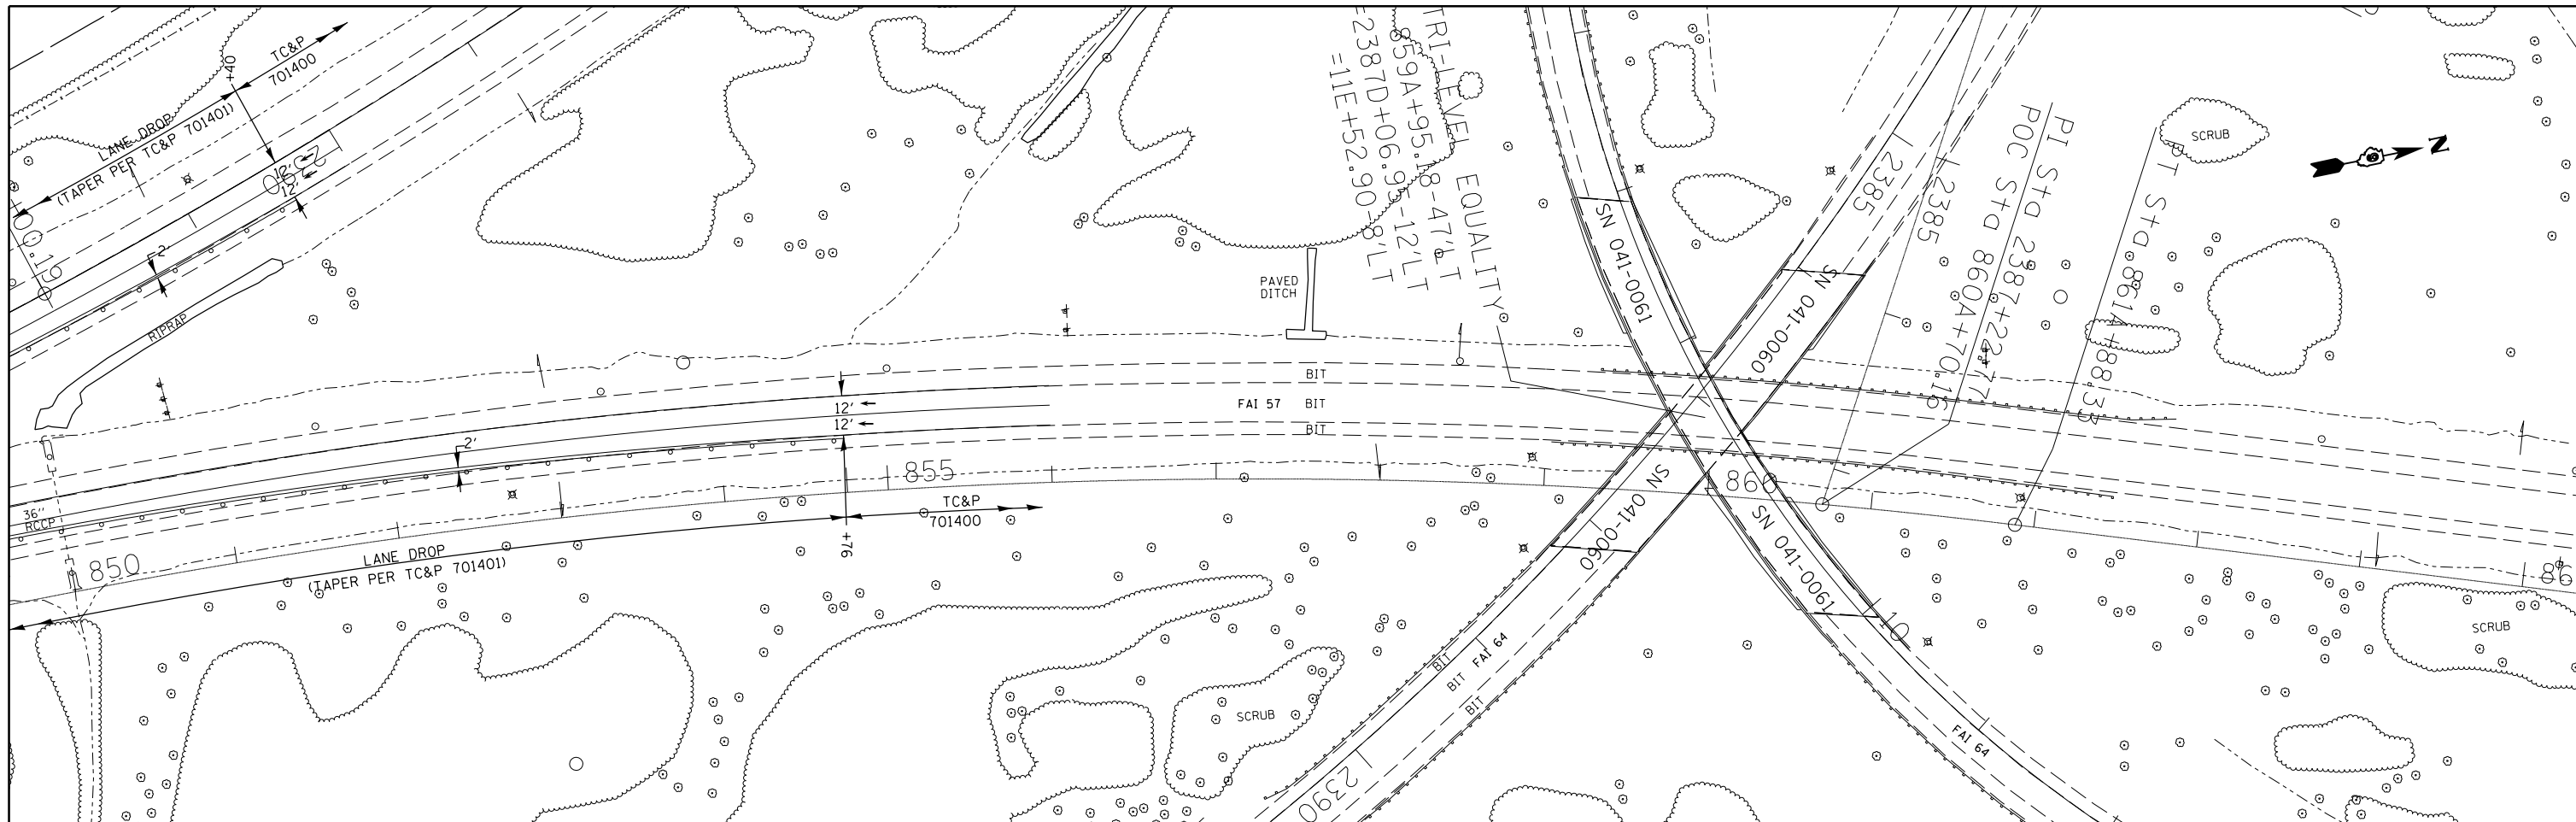 TC&P
701400
+40
LANE DROP
(TAPER PER TC&P 701401)
12'
12'
2'
RIPRAP
TRI-LEVEL EQUALITY
859A+95.18-47'LT
=2387D+06.95-12'LT
=11E+52.90-8'LT
PAVED
DITCH
SN 041-0061
SN 041-0060
2385
2385
PI Sta 2387+22.77
POC Sta 860A+70.16
PT Sta 861A+88.33
SCRUB
N
BIT
FAI 57 BIT
BIT
12'
12'
2'
855
860
TC&P
701400
+76
LANE DROP
(TAPER PER TC&P 701401)
36''
RCCP
850
SN 041-0060
SN 041-0061
10
86
SCRUB
SCRUB
BIT
BIT FAI 64
BIT
2390
FAI 64